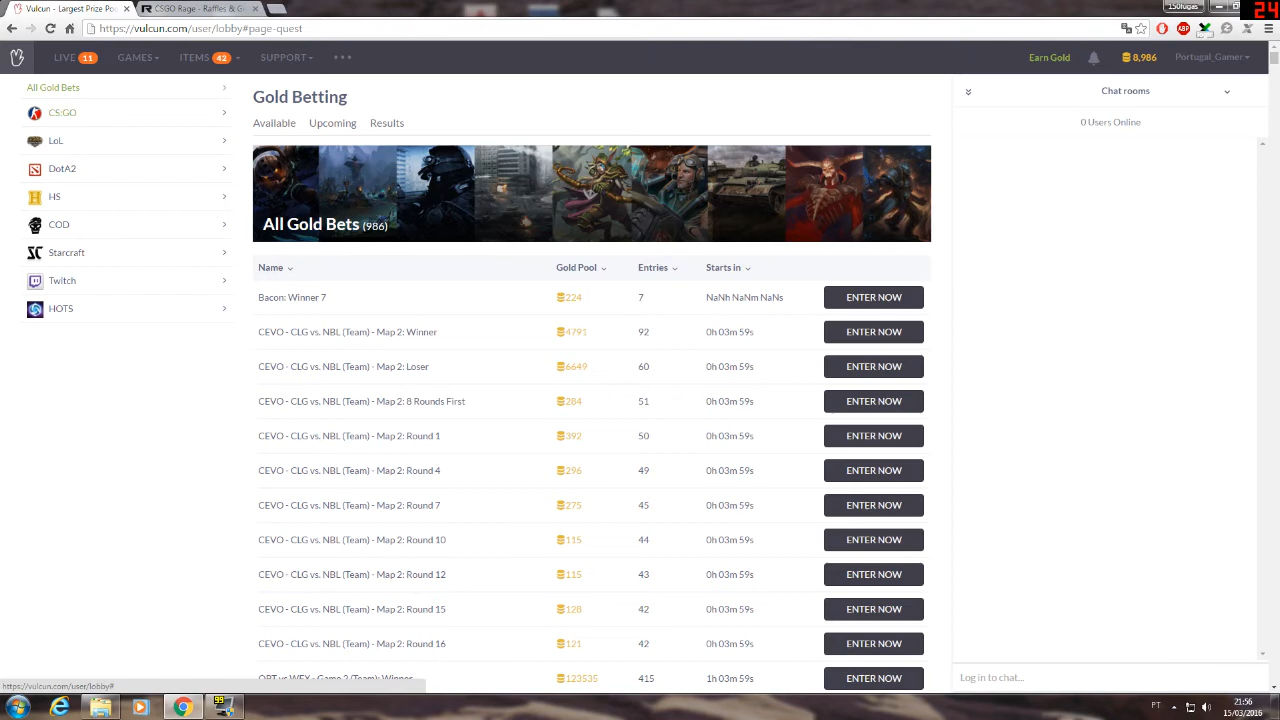 Vulcun - Largest Prize Poo
CSGO Rage - Raffles & G
150lugas
24
https://vulcun.com/user/lobby#page-quest
ABP
LIVE 11
GAMES
ITEMS 42
SUPPORT
Earn Gold
8,986
Portugal_Gamer
All Gold Bets
CS:GO
LoL
DotA2
HS
COD
Starcraft
Twitch
HOTS
Gold Betting
Available Upcoming Results
All Gold Bets (986)
Name Gold Pool Entries Starts in
Bacon: Winner 7 224 7 NaNh NaNm NaNs ENTER NOW
CEVO - CLG vs. NBL (Team) - Map 2: Winner 4791 92 0h 03m 59s ENTER NOW
CEVO - CLG vs. NBL (Team) - Map 2: Loser 6649 60 0h 03m 59s ENTER NOW
CEVO - CLG vs. NBL (Team) - Map 2: 8 Rounds First 284 51 0h 03m 59s ENTER NOW
CEVO - CLG vs. NBL (Team) - Map 2: Round 1 392 50 0h 03m 59s ENTER NOW
CEVO - CLG vs. NBL (Team) - Map 2: Round 4 296 49 0h 03m 59s ENTER NOW
CEVO - CLG vs. NBL (Team) - Map 2: Round 7 275 45 0h 03m 59s ENTER NOW
CEVO - CLG vs. NBL (Team) - Map 2: Round 10 115 44 0h 03m 59s ENTER NOW
CEVO - CLG vs. NBL (Team) - Map 2: Round 12 115 43 0h 03m 59s ENTER NOW
CEVO - CLG vs. NBL (Team) - Map 2: Round 15 128 42 0h 03m 59s ENTER NOW
CEVO - CLG vs. NBL (Team) - Map 2: Round 16 121 42 0h 03m 59s ENTER NOW
OPT vs WFX - Game 2 (Team): Winner 123535 415 1h 03m 59s ENTER NOW
Chat rooms
0 Users Online
Log in to chat...
https://vulcun.com/user/lobby#
99
PT
21:56
15/03/2016